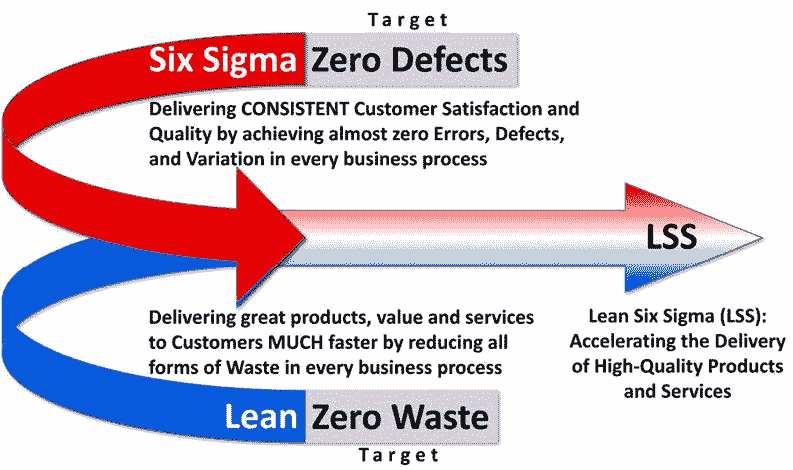 Target
Six Sigma Zero Defects
Delivering CONSISTENT Customer Satisfaction and
Quality by achieving almost zero Errors, Defects,
and Variation in every business process
LSS
Delivering great products, value and services
to Customers MUCH faster by reducing all
forms of Waste in every business process
Lean Six Sigma (LSS):
Accelerating the Delivery
of High-Quality Products
and Services
Lean Zero Waste
Target